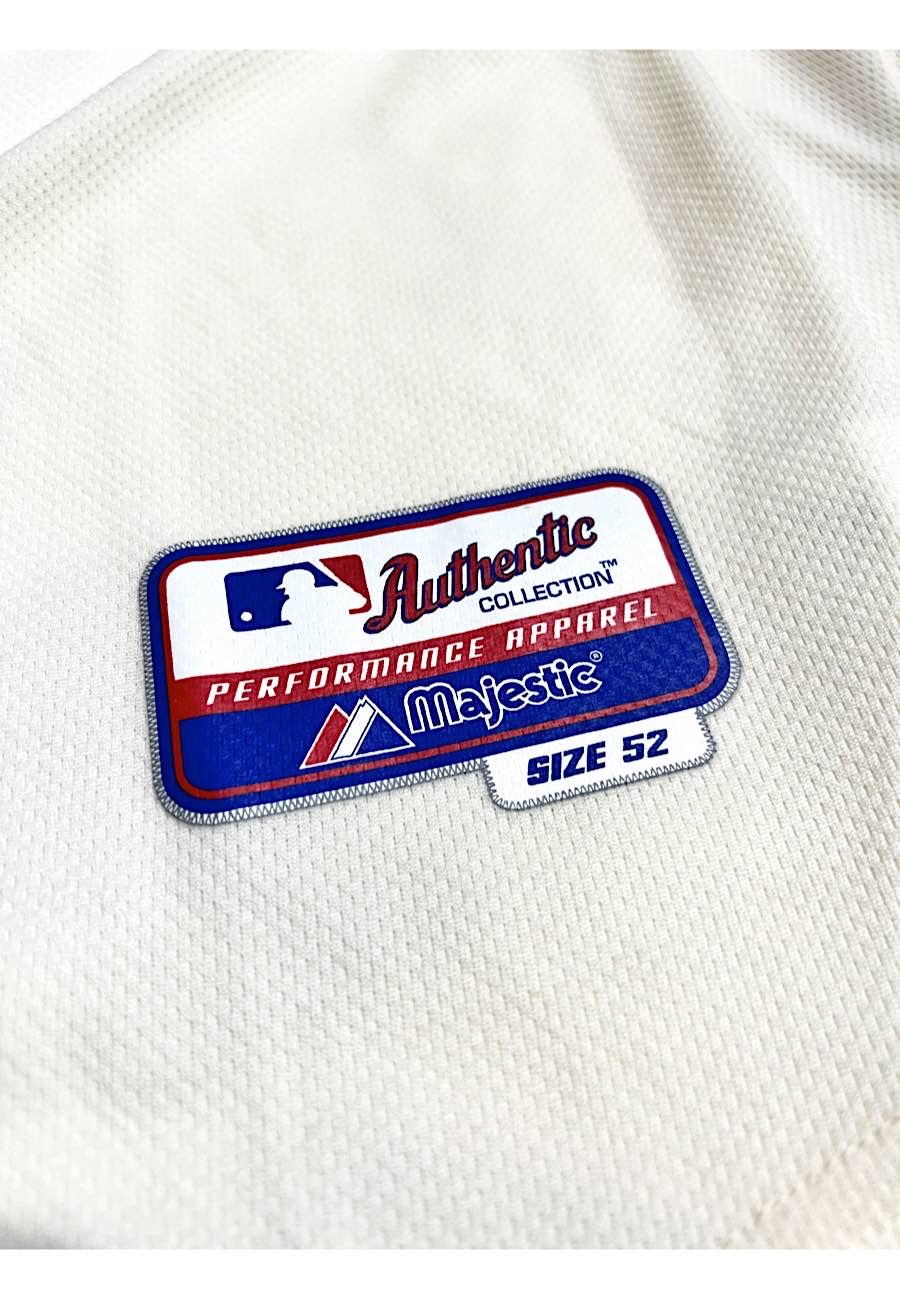 Authentic
COLLECTION™
PERFORMANCE APPAREL
Majestic®
SIZE 52